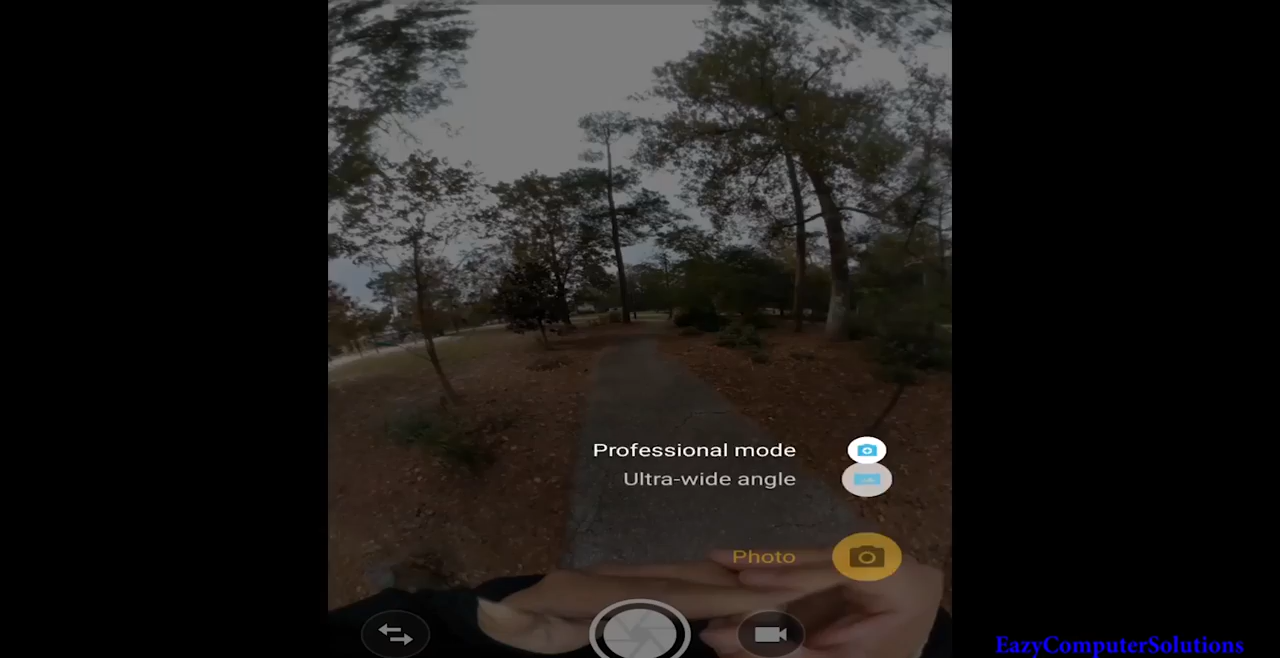 Professional mode
Ultra-wide angle
Photo
EazyComputerSolutions